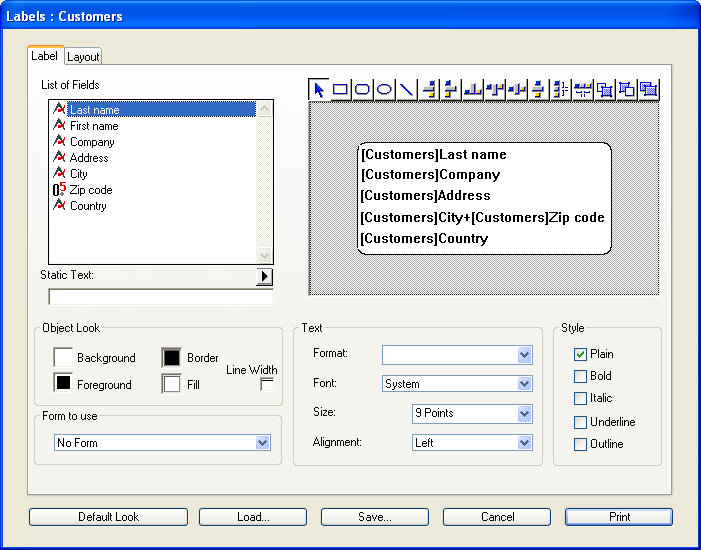 Labels : Customers
Label Layout
List of Fields
Last name
First name
Company
Address
City
0.5 Zip code
Country
Static Text:
[Customers]Last name
[Customers]Company
[Customers]Address
[Customers]City+[Customers]Zip code
[Customers]Country
Object Look
Background
Border
Foreground
Fill
Line Width
Form to use
No Form
Text
Format:
Font: System
Size: 9 Points
Alignment: Left
Style
Plain
Bold
Italic
Underline
Outline
Default Look Load... Save... Cancel Print